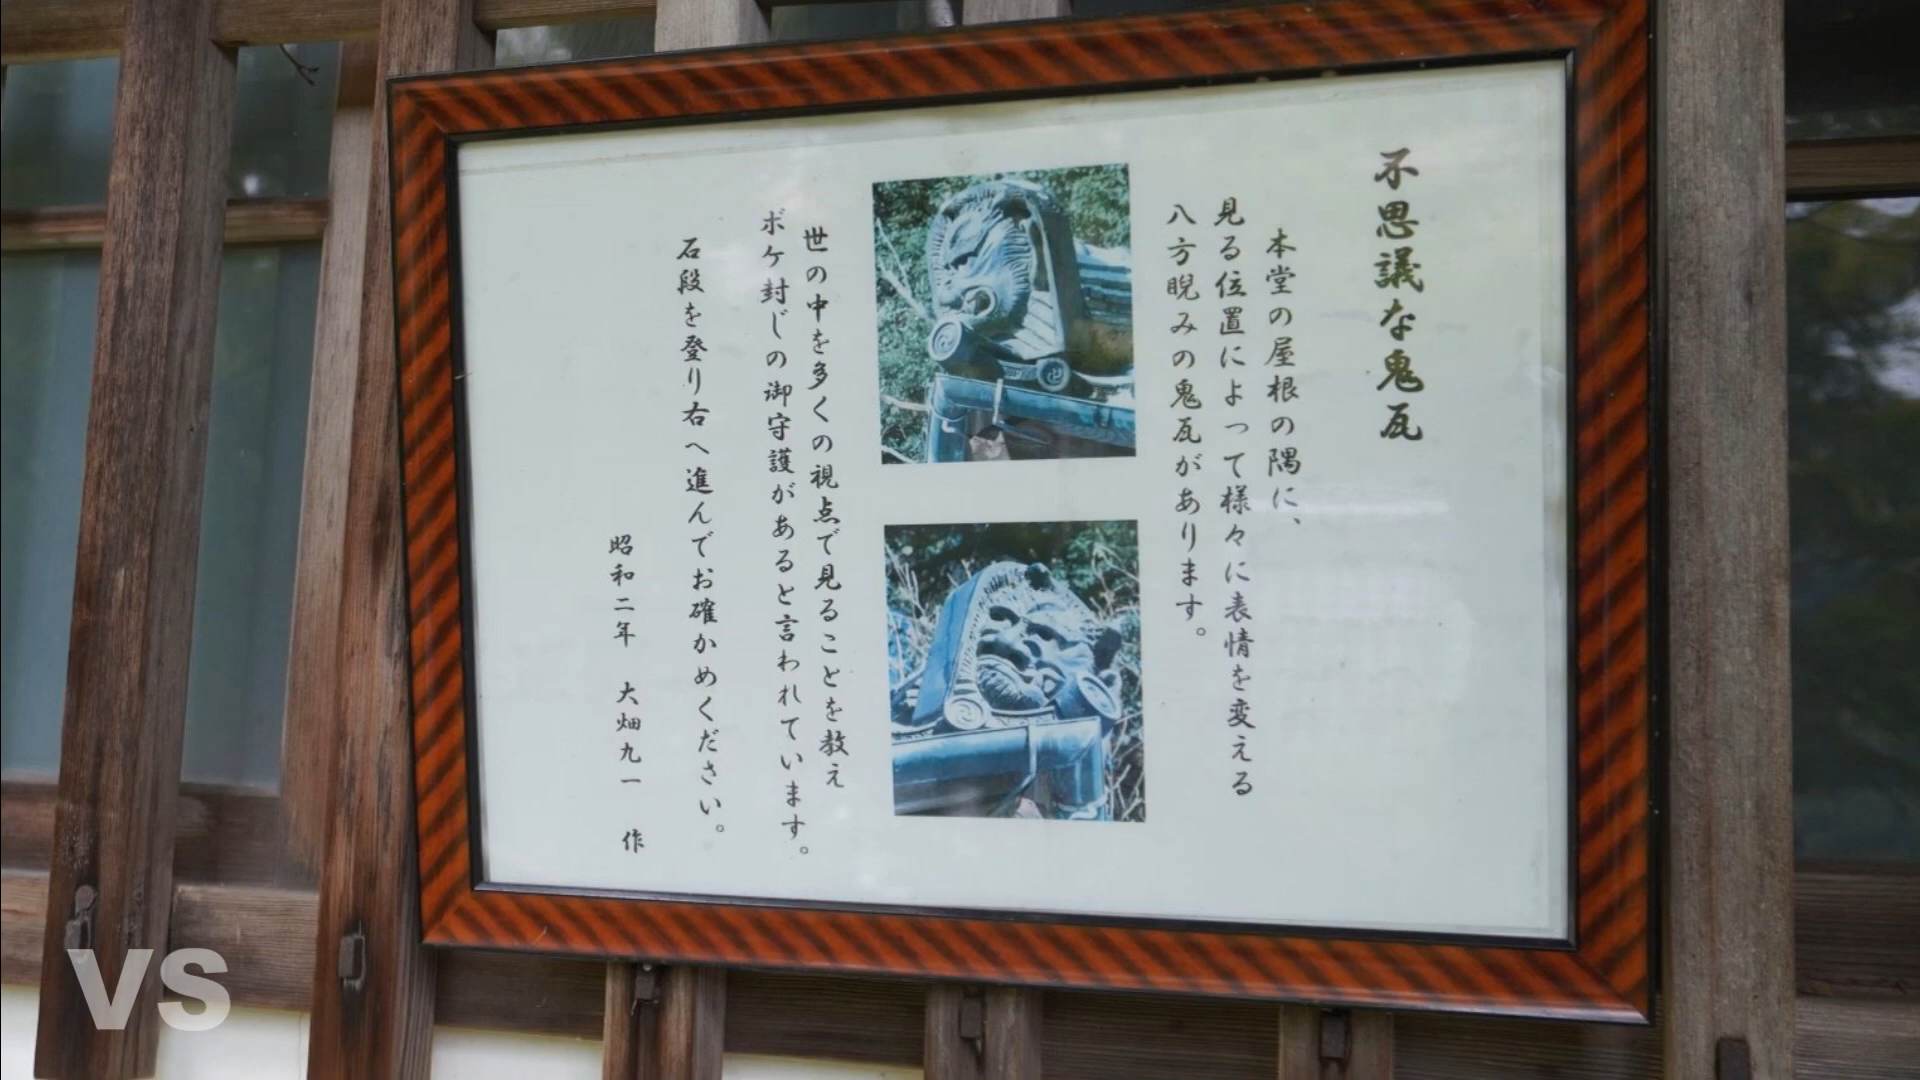 不思議な鬼瓦
本堂の屋根の隅に、
見る位置によって様々に表情を変える
八方睨みの鬼瓦があります。
世の中を多くの視点で見ることを教え
ボケ封じの御守護があると言われています。
石段を登り右へ進んでお確かめください。
昭和二年 大畑九一 作
VS